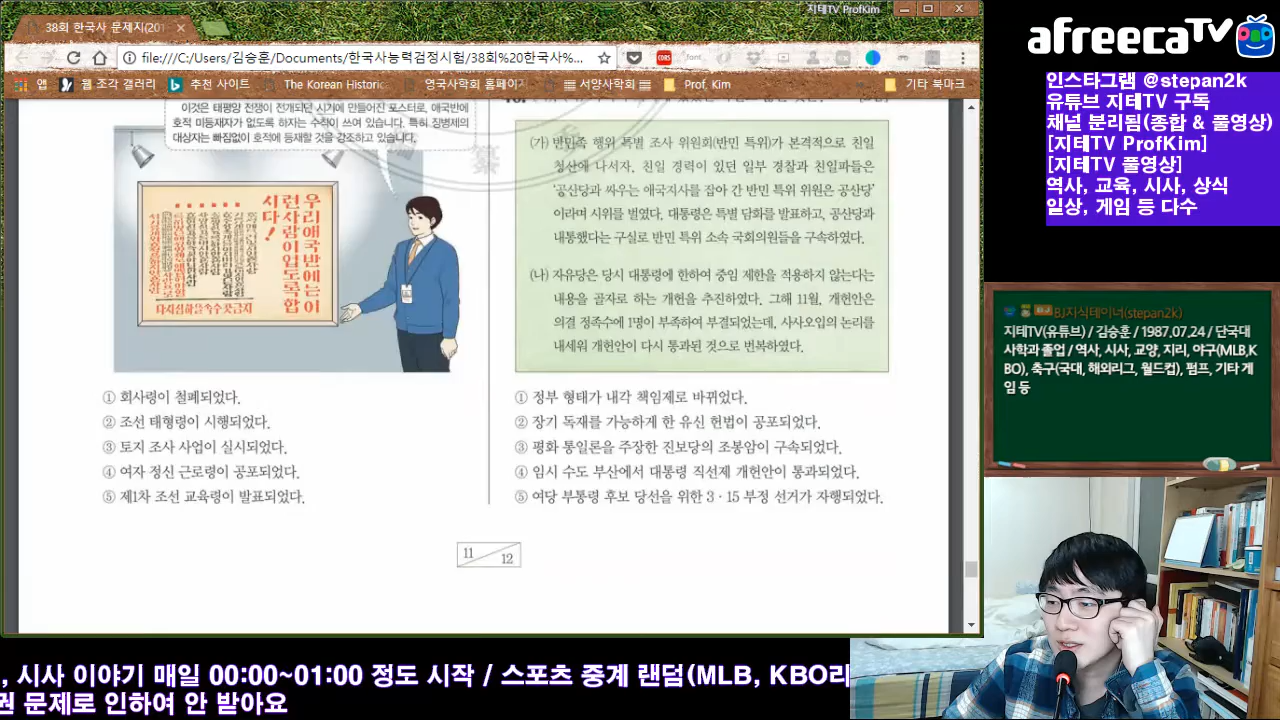 지테TV ProfKim
38회 한국사 문제지(201
file:///C:/Users/김승훈/Documents/한국사능력검정시험/38회%20한국사%...
앱
웹 조각 갤러리
추천 사이트
The Korean Historic
영국사학회 홈페이지
서양사학회
Prof. Kim
기타 북마크
이것은 태평양 전쟁이 전개되던 시기에 만들어진 포스터로, 애국반에
호적 미등재자가 없도록 하자는 수칙이 쓰여 있습니다. 특히 징병제의
대상자는 빠짐없이 호적에 등재할 것을 강조하고 있습니다.
우리애국반에는이
런사람이업도록합
시다!
① 회사령이 철폐되었다.
② 조선 태형령이 시행되었다.
③ 토지 조사 사업이 실시되었다.
④ 여자 정신 근로령이 공포되었다.
⑤ 제1차 조선 교육령이 발표되었다.
(가) 반민족 행위 특별 조사 위원회(반민 특위)가 본격적으로 친일
청산에 나서자, 친일 경력이 있던 일부 경찰과 친일파들은
‘공산당과 싸우는 애국지사를 잡아 간 반민 특위 위원은 공산당’
이라며 시위를 벌였다. 대통령은 특별 담화를 발표하고, 공산당과
내통했다는 구실로 반민 특위 소속 국회의원들을 구속하였다.
(나) 자유당은 당시 대통령에 한하여 중임 제한을 적용하지 않는다는
내용을 골자로 하는 개헌을 추진하였다. 그해 11월, 개헌안은
의결 정족수에 1명이 부족하여 부결되었는데, 사사오입의 논리를
내세워 개헌안이 다시 통과된 것으로 번복하였다.
① 정부 형태가 내각 책임제로 바뀌었다.
② 장기 독재를 가능하게 한 유신 헌법이 공포되었다.
③ 평화 통일론을 주장한 진보당의 조봉암이 구속되었다.
④ 임시 수도 부산에서 대통령 직선제 개헌안이 통과되었다.
⑤ 여당 부통령 후보 당선을 위한 3·15 부정 선거가 자행되었다.
11
12
afreecaTV
인스타그램 @stepan2k
유튜브 지테TV 구독
채널 분리됨(종합 & 풀영상)
[지테TV ProfKim]
[지테TV 풀영상]
역사, 교육, 시사, 상식
일상, 게임 등 다수
BJ지식테이너(stepan2k)
지테TV(유튜브) / 김승훈 / 1987.07.24 / 단국대
사학과 졸업 / 역사, 시사, 교양, 지리, 야구(MLB,K
BO), 축구(국대, 해외리그, 월드컵), 펌프, 기타 게
임 등
, 시사 이야기 매일 00:00~01:00 정도 시작 / 스포츠 중계 랜덤(MLB, KBO리
권 문제로 인하여 안 받아요